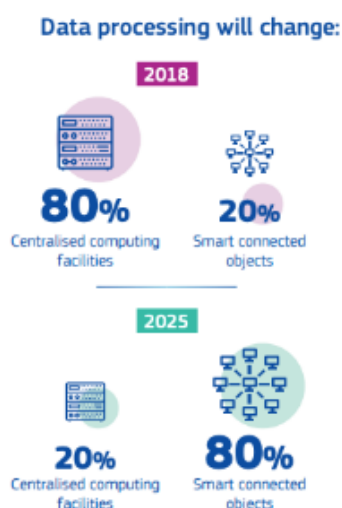 Data processing will change:
2018
80% 20%
Centralised computing Smart connected
facilities objects
2025
20% 80%
Centralised computing Smart connected
facilities objects